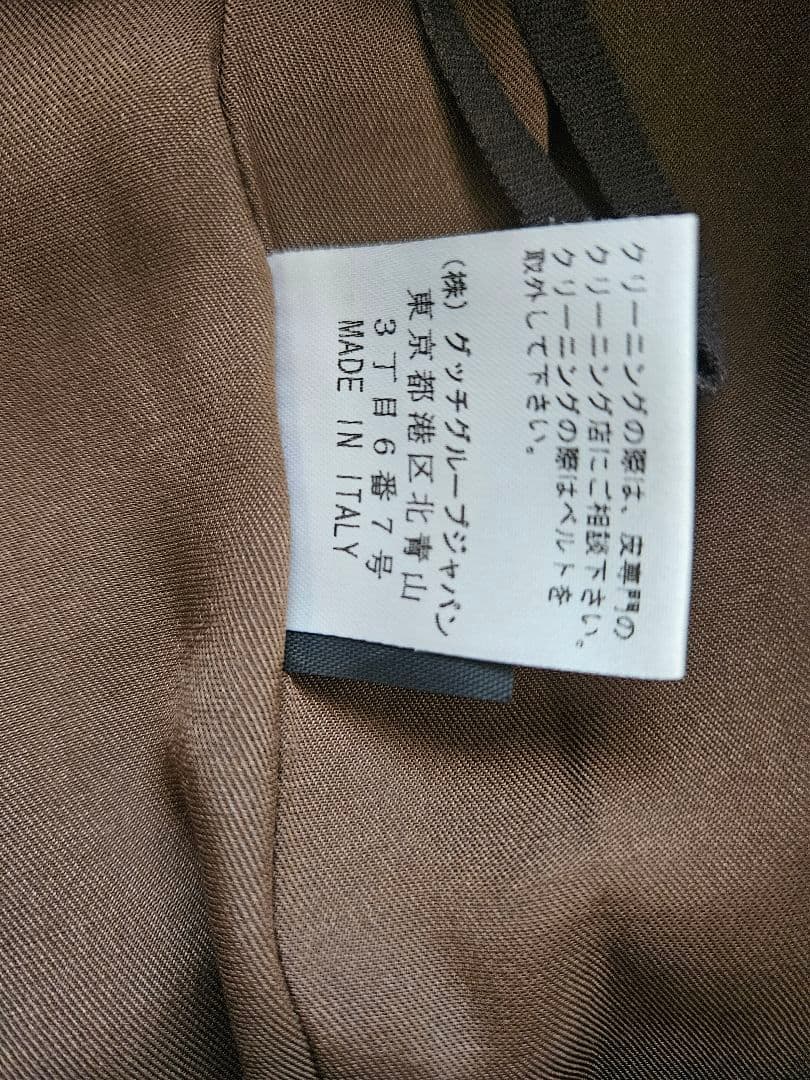 クリーニングの際は、皮専門の
クリーニング店にご相談下さい。
クリーニングの際はベルトを
取外して下さい。
(株)グッチグループジャパン
東京都港区北青山
3丁目6番7号
MADE IN ITALY